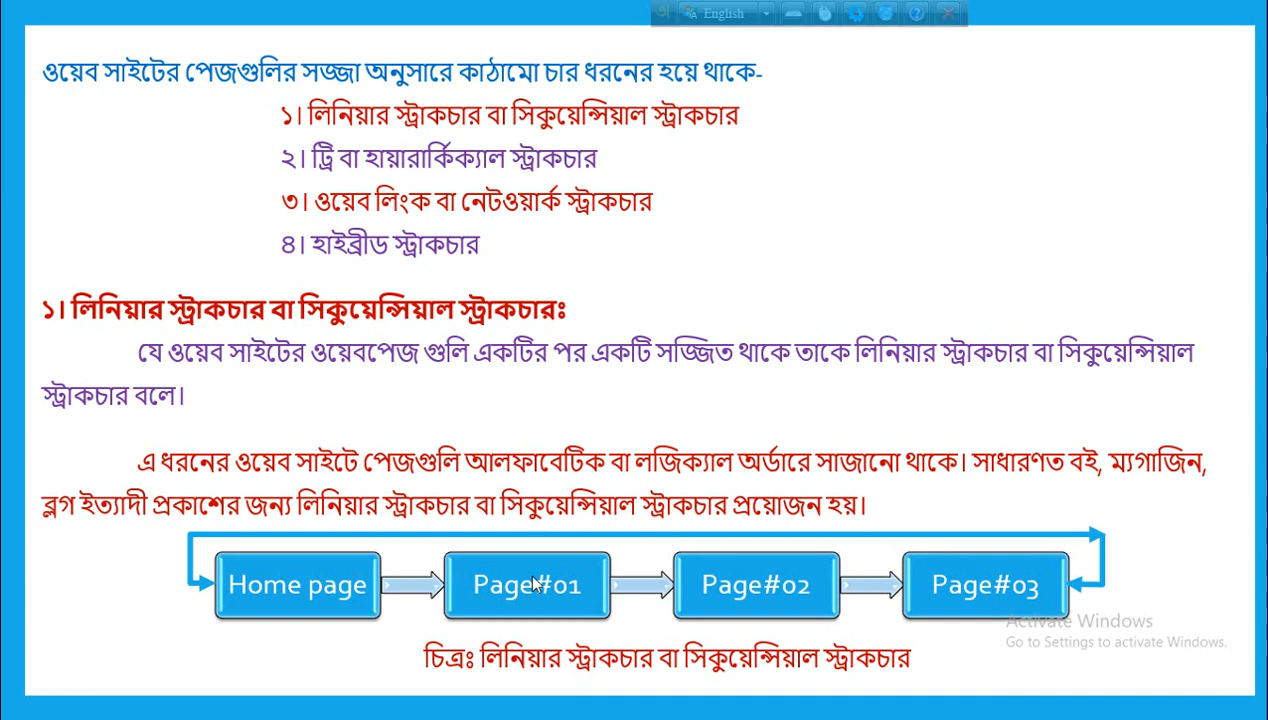 English
ওয়েব সাইটের পেজগুলির সজ্জা অনুসারে কাঠামো চার ধরনের হয়ে থাকে-
১। লিনিয়ার স্ট্রাকচার বা সিকুয়েন্সিয়াল স্ট্রাকচার
২। ট্রি বা হায়ারার্কিক্যাল স্ট্রাকচার
৩। ওয়েব লিংক বা নেটওয়ার্ক স্ট্রাকচার
৪। হাইব্রীড স্ট্রাকচার
১। লিনিয়ার স্ট্রাকচার বা সিকুয়েন্সিয়াল স্ট্রাকচারঃ
যে ওয়েব সাইটের ওয়েবপেজ গুলি একটির পর একটি সজ্জিত থাকে তাকে লিনিয়ার স্ট্রাকচার বা সিকুয়েন্সিয়াল
স্ট্রাকচার বলে।
এ ধরনের ওয়েব সাইটে পেজগুলি আলফাবেটিক বা লজিক্যাল অর্ডারে সাজানো থাকে। সাধারণত বই, ম্যগাজিন,
ব্লগ ইত্যাদী প্রকাশের জন্য লিনিয়ার স্ট্রাকচার বা সিকুয়েন্সিয়াল স্ট্রাকচার প্রয়োজন হয়।
Home page Page#01 Page#02 Page#03
Activate Windows
Go to Settings to activate Windows.
চিত্রঃ লিনিয়ার স্ট্রাকচার বা সিকুয়েন্সিয়াল স্ট্রাকচার